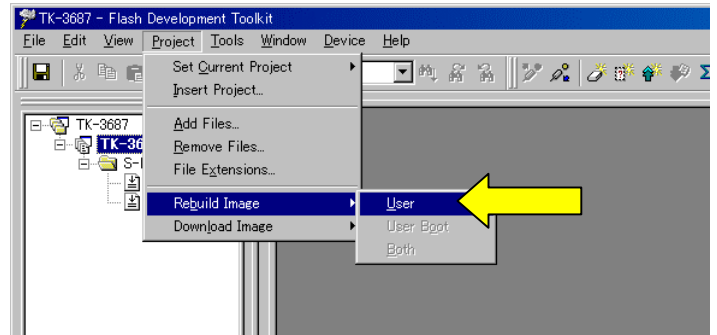 TK-3687 - Flash Development Toolkit
File Edit View Project Tools Window Device Help
Set Current Project
Insert Project...
Add Files...
Remove Files...
File Extensions...
Rebuild Image
Download Image
User
User Boot
Both
TK-3687
TK-36
S-